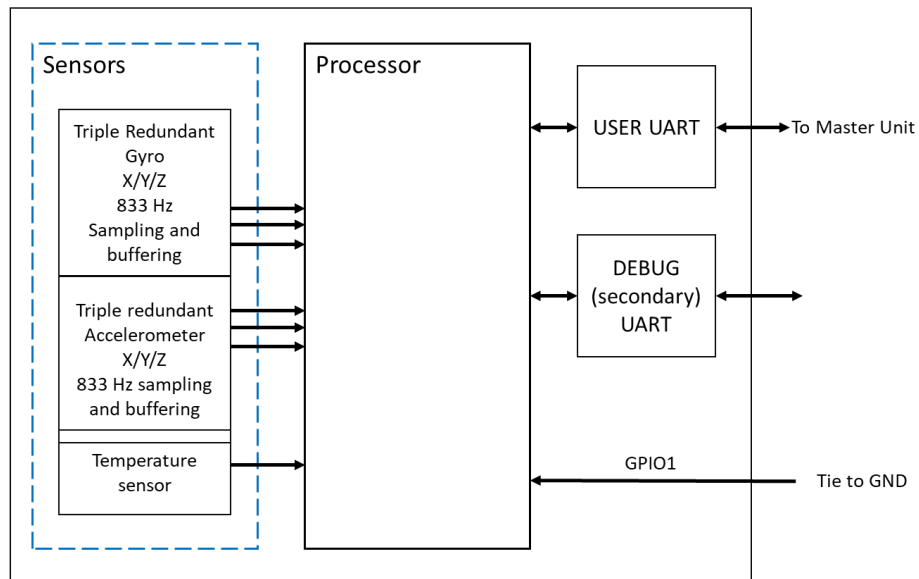 Sensors
Triple Redundant
Gyro
X/Y/Z
833 Hz
Sampling and
buffering
Triple redundant
Accelerometer
X/Y/Z
833 Hz sampling
and buffering
Temperature
sensor
Processor
USER UART
To Master Unit
DEBUG
(secondary)
UART
GPIO1
Tie to GND